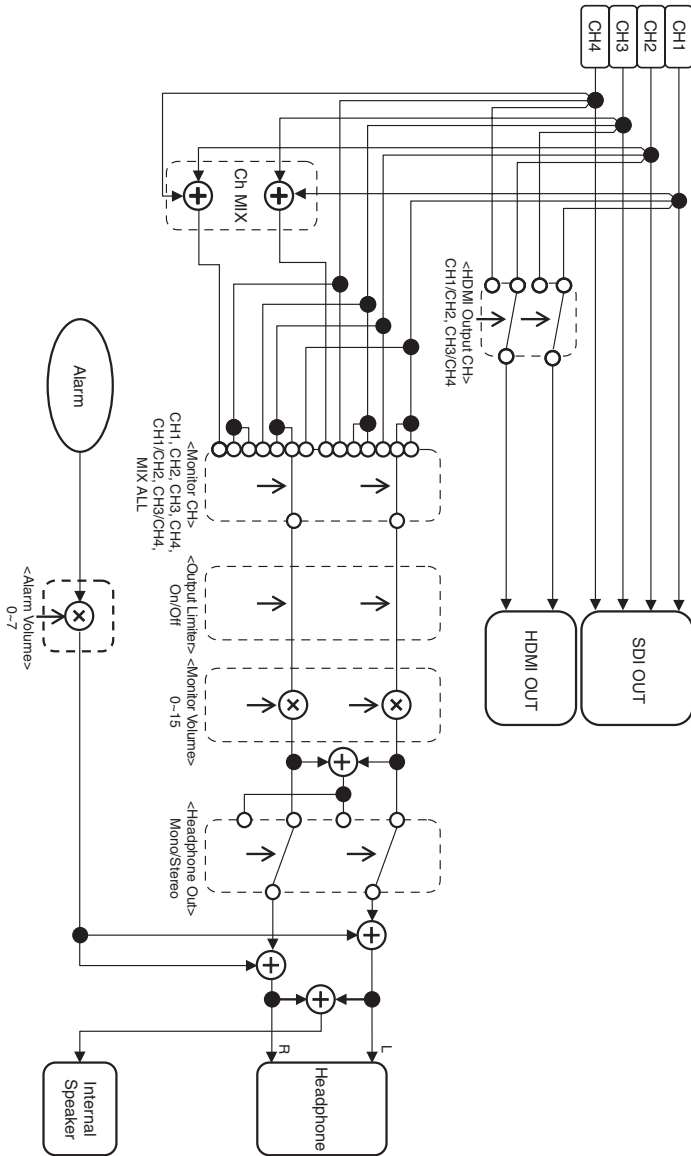 CH1
CH2
CH3
CH4
SDI OUT
HDMI OUT
<HDMI Output CH>
CH1/CH2, CH3/CH4
Ch MIX
<Monitor CH>
CH1, CH2, CH3, CH4,
CH1/CH2, CH3/CH4,
MIX ALL
<Output Limiter>
On/Off
<Monitor Volume>
0~15
<Headphone Out>
Mono/Stereo
L
R
Headphone
Alarm
<Alarm Volume>
0~7
Internal
Speaker